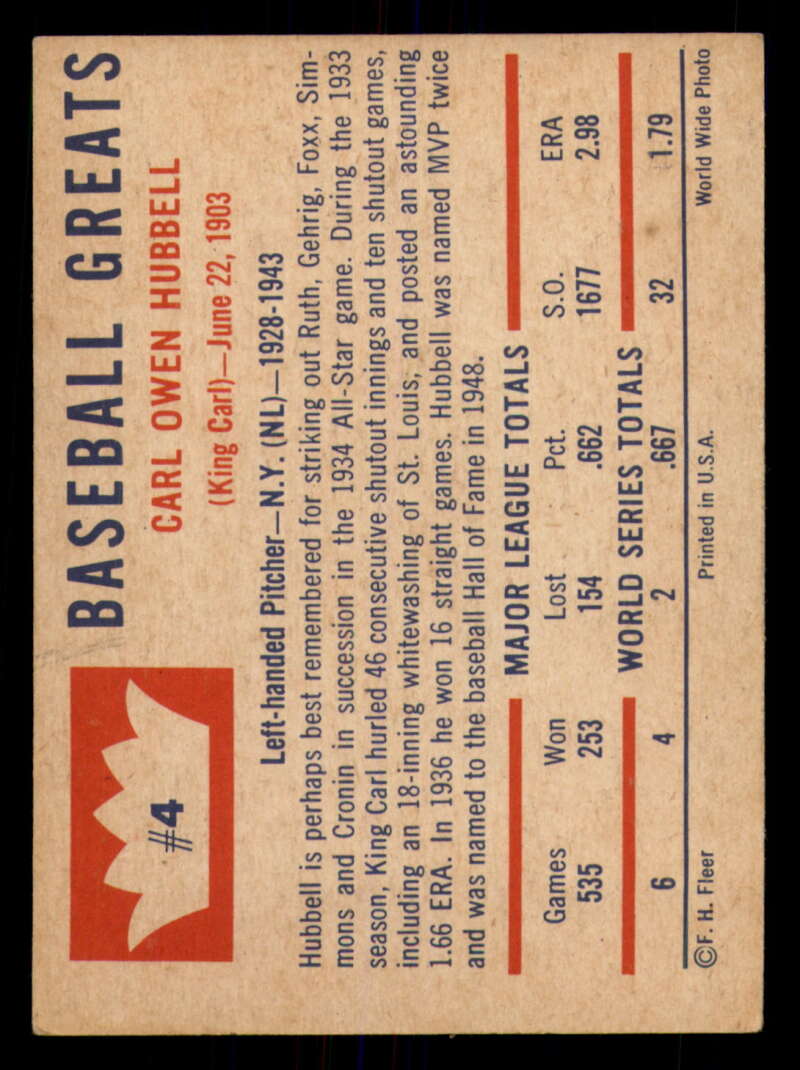 #4
BASEBALL GREATS
CARL OWEN HUBBELL
(King Carl)—June 22, 1903
Left-handed Pitcher—N.Y. (NL)—1928-1943
Hubbell is perhaps best remembered for striking out Ruth, Gehrig, Foxx, Sim-
mons and Cronin in succession in the 1934 All-Star game. During the 1933
season, King Carl hurled 46 consecutive shutout innings and ten shutout games,
including an 18-inning whitewashing of St. Louis, and posted an astounding
1.66 ERA. In 1936 he won 16 straight games. Hubbell was named MVP twice
and was named to the baseball Hall of Fame in 1948.
MAJOR LEAGUE TOTALS
Games Won Lost Pct. S.O. ERA
535 253 154 .662 1677 2.98
WORLD SERIES TOTALS
6 4 2 .667 32 1.79
©F. H. Fleer Printed in U.S.A. World Wide Photo